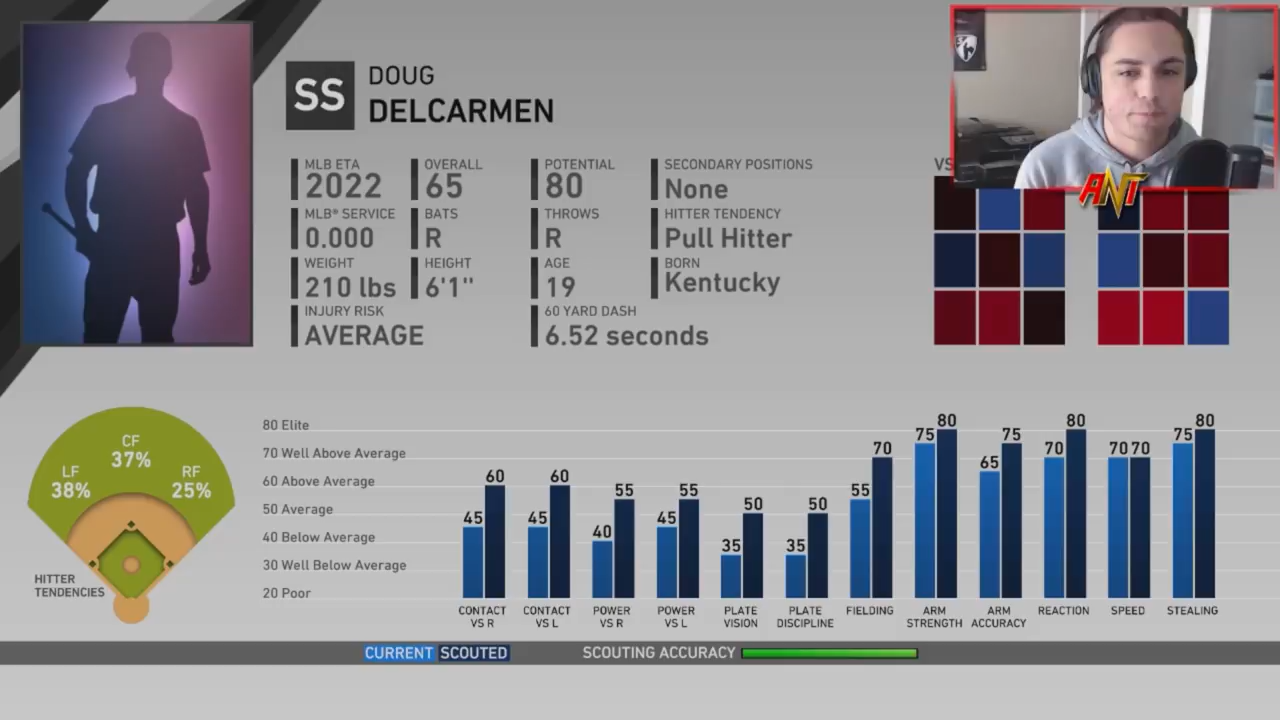 SS
DOUG
DELCARMEN
MLB ETA
2022
OVERALL
65
POTENTIAL
80
SECONDARY POSITIONS
None
MLB® SERVICE
0.000
BATS
R
THROWS
R
HITTER TENDENCY
Pull Hitter
WEIGHT
210 lbs
HEIGHT
6'1"
AGE
19
BORN
Kentucky
INJURY RISK
AVERAGE
60 YARD DASH
6.52 seconds
VS
ANT
CF
37%
LF
38%
RF
25%
HITTER
TENDENCIES
80 Elite
70 Well Above Average
60 Above Average
50 Average
40 Below Average
30 Well Below Average
20 Poor
45 60
45 60
40 55
45 55
35 50
35 50
55 70
75 80
65 75
70 80
70 70
75 80
CONTACT
VS R
CONTACT
VS L
POWER
VS R
POWER
VS L
PLATE
VISION
PLATE
DISCIPLINE
FIELDING
ARM
STRENGTH
ARM
ACCURACY
REACTION
SPEED
STEALING
CURRENT SCOUTED
SCOUTING ACCURACY